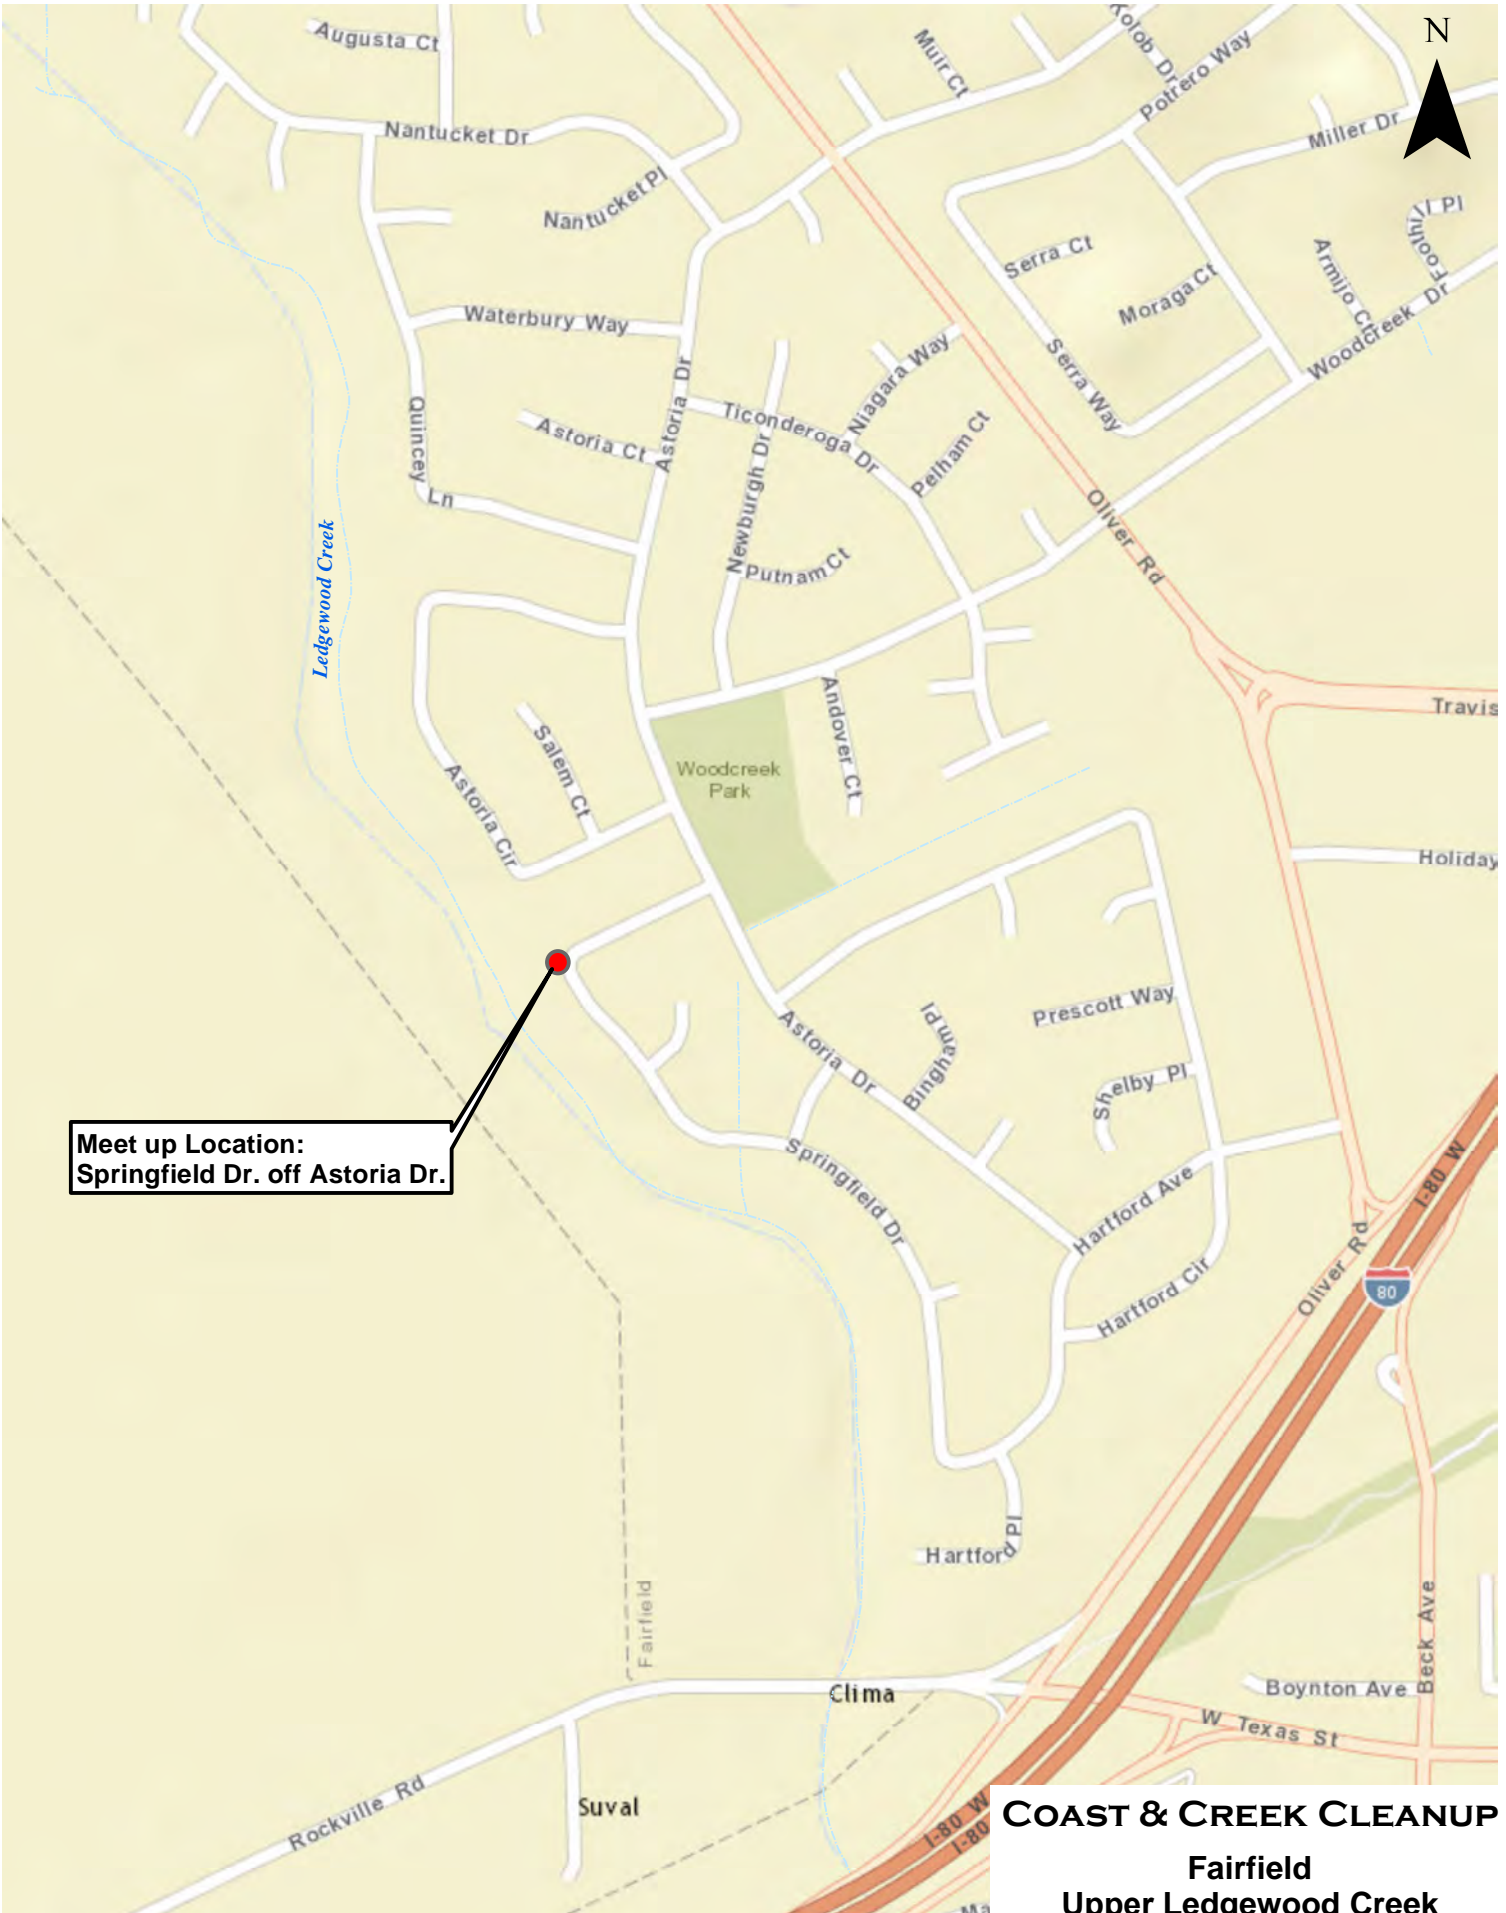 N
Augusta Ct
Muir Ct
Kolob Dr
Potrero Way
Nantucket Dr
Miller Dr
Nantucket Pl
Foothill Pl
Serra Ct
Armijo Ct
Moraga Ct
Waterbury Way
Woodcreek Dr
Niagara Way
Serra Way
Astoria Dr
Quincey Ln
Ticonderoga Dr
Astoria Ct
Pelham Ct
Newburgh Dr
Oliver Rd
Putnam Ct
Ledgewood Creek
Andover Ct
Travis
Salem Ct
Woodcreek
Park
Astoria Cir
Holiday
Prescott Way
Bingham Pl
Astoria Dr
Shelby Pl
Meet up Location:
Springfield Dr. off Astoria Dr.
Springfield Dr
Hartford Ave
I-80 W
Oliver Rd
80
Hartford Cir
Hartford Pl
Fairfield
Beck Ave
Clima
Boynton Ave
W Texas St
Rockville Rd
Suval
I-80 W
I-80
COAST & CREEK CLEANUP
Fairfield
Upper Ledgewood Creek
Ma